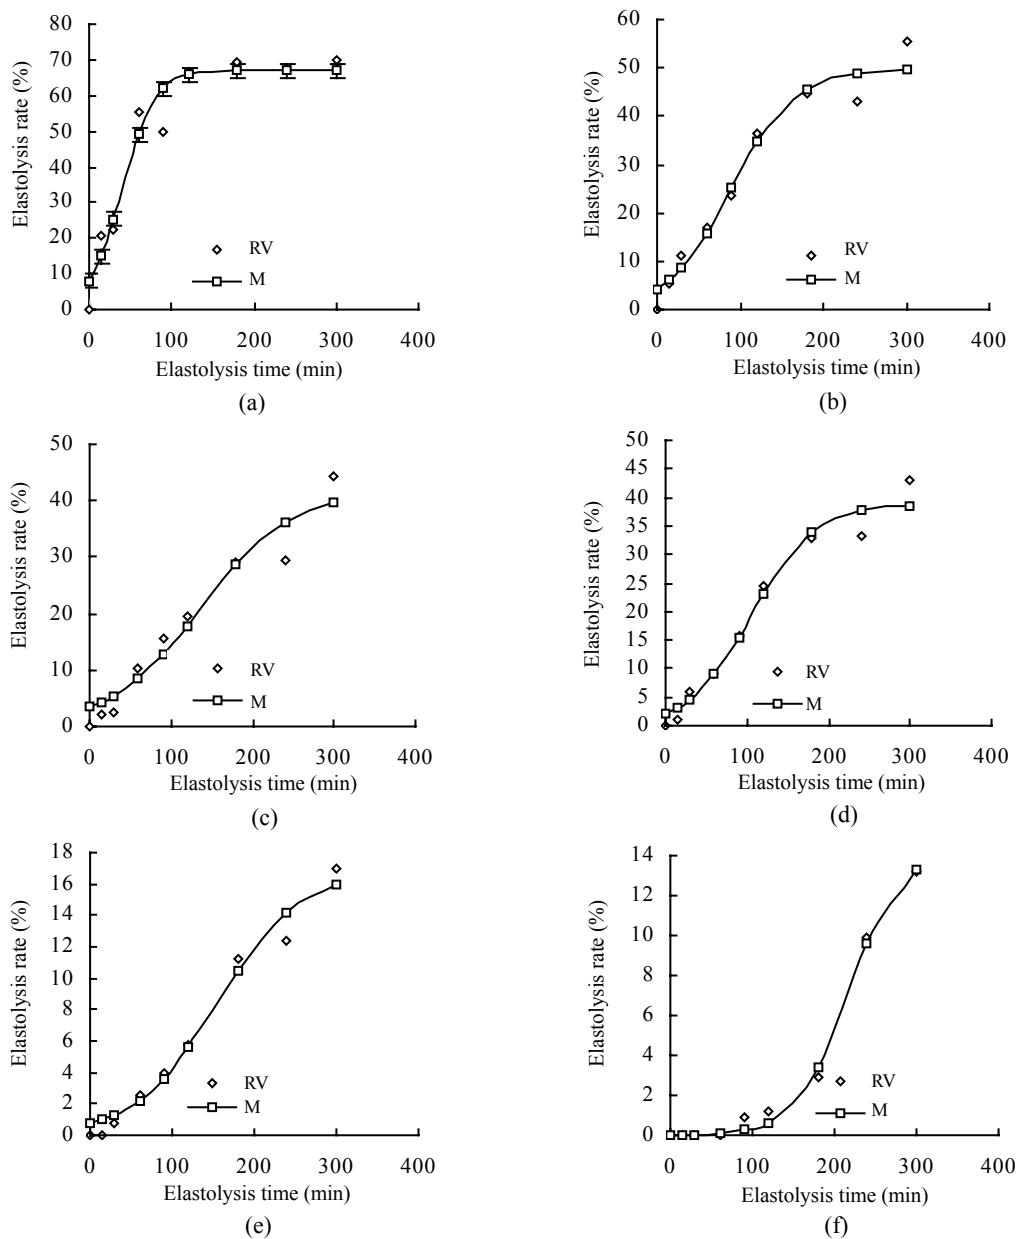 80
70
60
50
40
30
20
10
0
Elastolysis rate (%)
RV
M
0 100 200 300 400
Elastolysis time (min)
(a)
60
50
40
30
20
10
0
Elastolysis rate (%)
RV
M
0 100 200 300 400
Elastolysis time (min)
(b)
50
40
30
20
10
0
Elastolysis rate (%)
RV
M
0 100 200 300 400
Elastolysis time (min)
(c)
50
45
40
35
30
25
20
15
10
5
0
Elastolysis rate (%)
RV
M
0 100 200 300 400
Elastolysis time (min)
(d)
18
16
14
12
10
8
6
4
2
0
Elastolysis rate (%)
RV
M
0 100 200 300 400
Elastolysis time (min)
(e)
14
12
10
8
6
4
2
0
Elastolysis rate (%)
RV
M
0 100 200 300 400
Elastolysis time (min)
(f)